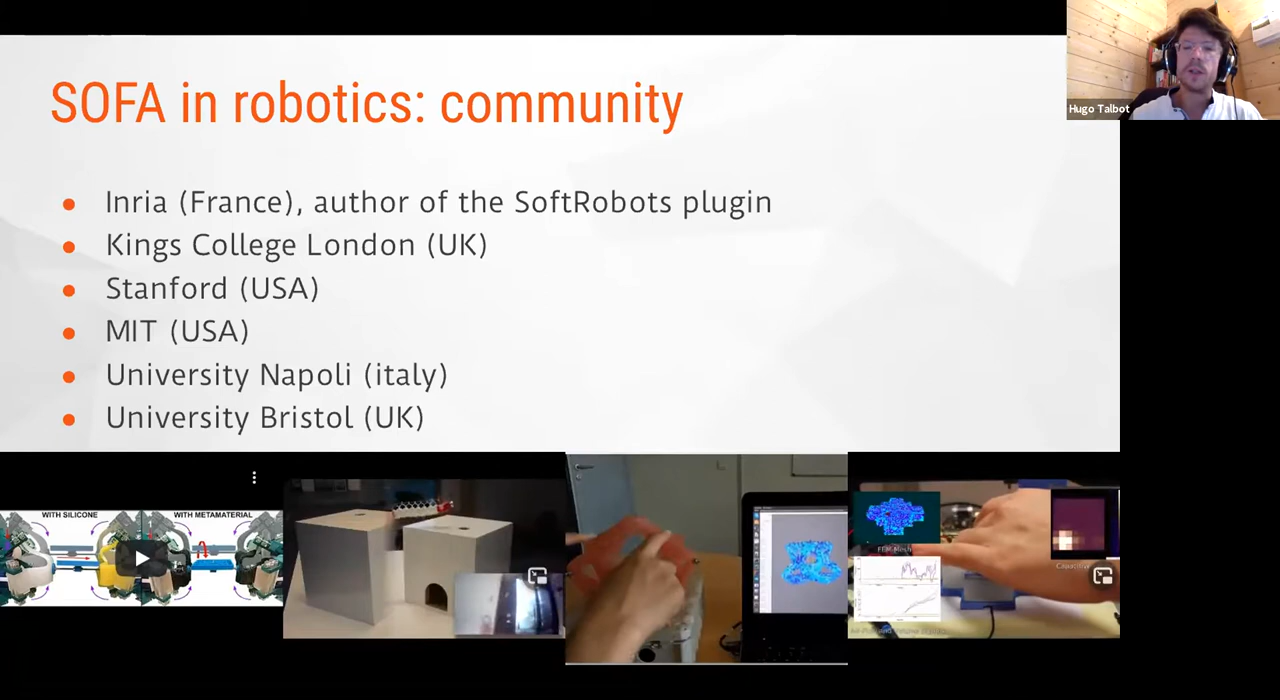 SOFA in robotics: community
Hugo Talbot
● Inria (France), author of the SoftRobots plugin
● Kings College London (UK)
● Stanford (USA)
● MIT (USA)
● University Napoli (italy)
● University Bristol (UK)
WITH SILICONE
WITH METAMATERIAL
FEM-Mesh